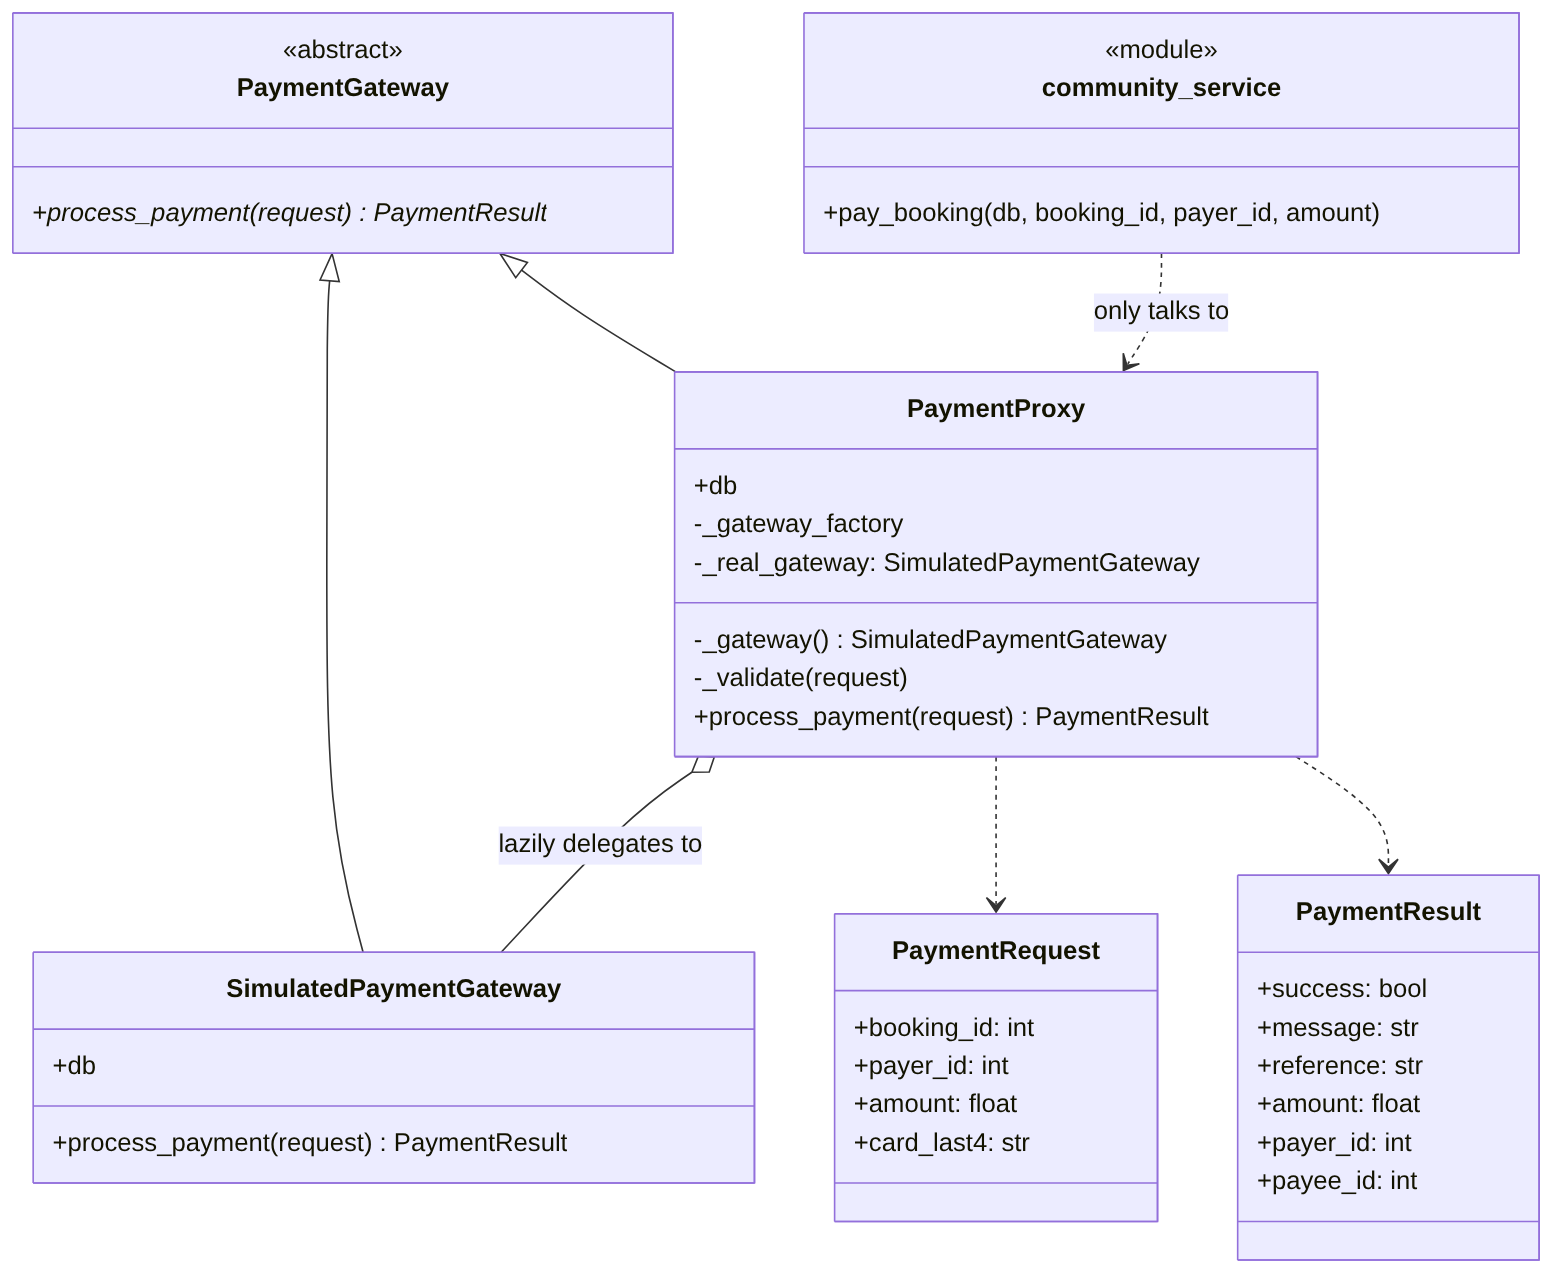 «abstract»
PaymentGateway
+process_payment(request) : PaymentResult
«module»
community_service
+pay_booking(db, booking_id, payer_id, amount)
only talks to
PaymentProxy
+db
-_gateway_factory
-_real_gateway: SimulatedPaymentGateway
-_gateway() : SimulatedPaymentGateway
-_validate(request)
+process_payment(request) : PaymentResult
lazily delegates to
SimulatedPaymentGateway
+db
+process_payment(request) : PaymentResult
PaymentRequest
+booking_id: int
+payer_id: int
+amount: float
+card_last4: str
PaymentResult
+success: bool
+message: str
+reference: str
+amount: float
+payer_id: int
+payee_id: int